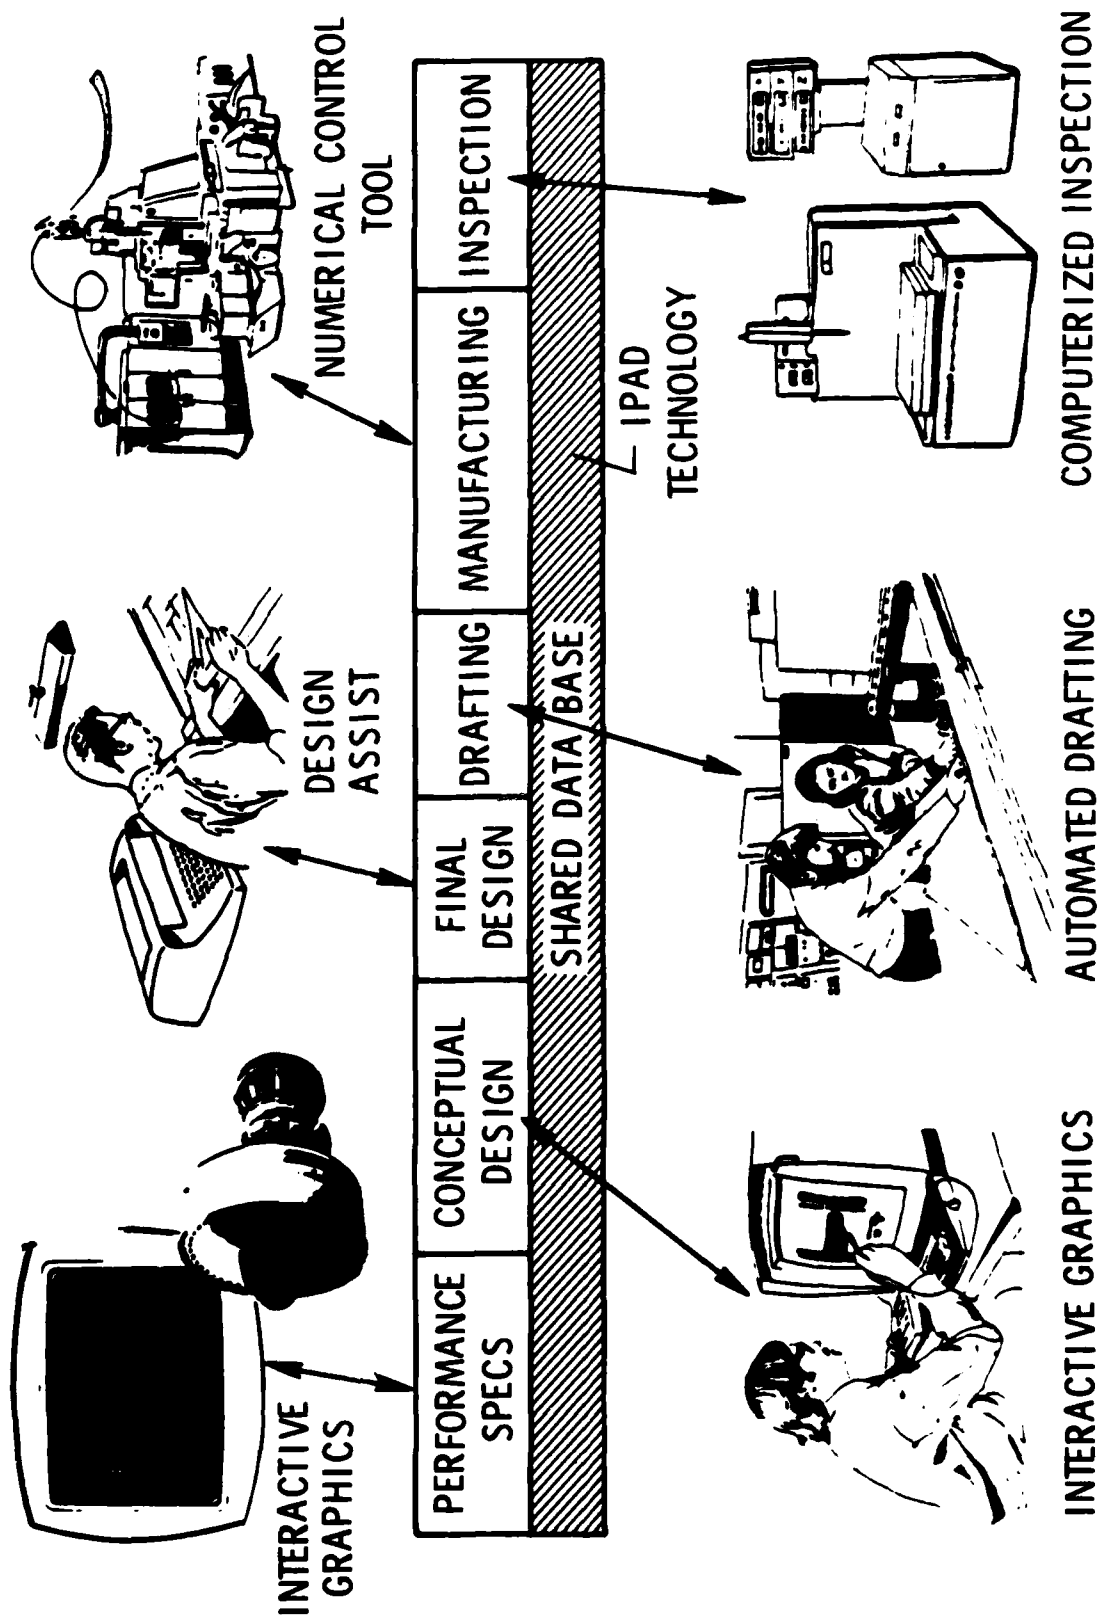 INTERACTIVE
GRAPHICS
DESIGN
ASSIST
NUMERICAL CONTROL
TOOL
PERFORMANCE
SPECS
CONCEPTUAL
DESIGN
FINAL
DESIGN
DRAFTING
MANUFACTURING
INSPECTION
SHARED DATA/BASE
IPAD
TECHNOLOGY
INTERACTIVE GRAPHICS
AUTOMATED DRAFTING
COMPUTERIZED INSPECTION